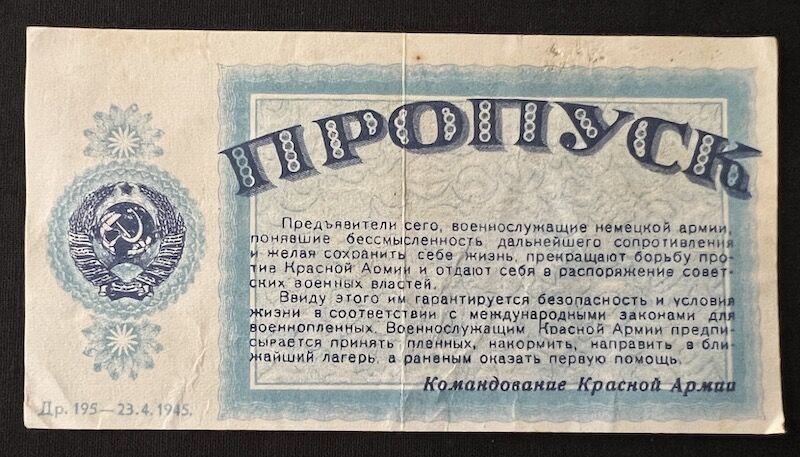 ПРОПУСК
Предъявители сего, военнослужащие немецкой армии,
понявшие бессмысленность дальнейшего сопротивления
и желая сохранить себе жизнь, прекращают борьбу про-
тив Красной Армии и отдают себя в распоряжение совет-
ских военных властей.
Ввиду этого им гарантируется безопасность и условия
жизни в соответствии с международными законами для
военнопленных. Военнослужащим Красной Армии предпи-
сывается принять пленных, накормить, направить в бли-
жайший лагерь, а раненым оказать первую помощь.
Командование Красной Армии
Др. 195—23.4.1945.